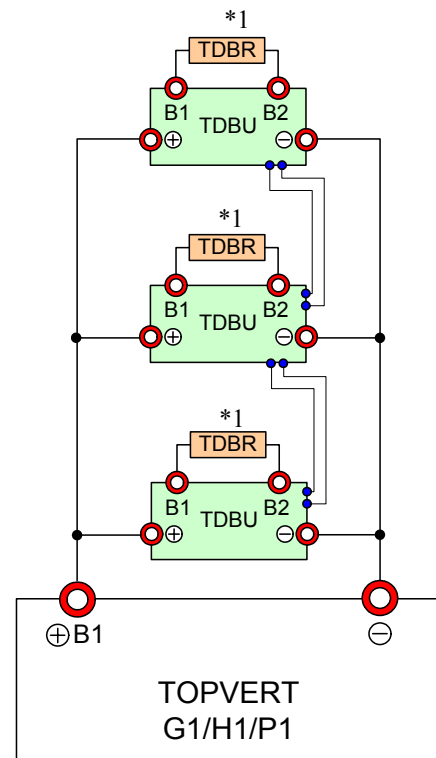 *1
TDBR
B1 B2
TDBU
⊕ ⊖
*1
TDBR
B1 B2
TDBU
⊕ ⊖
*1
TDBR
B1 B2
TDBU
⊕ ⊖
⊕B1 ⊖
TOPVERT
G1/H1/P1